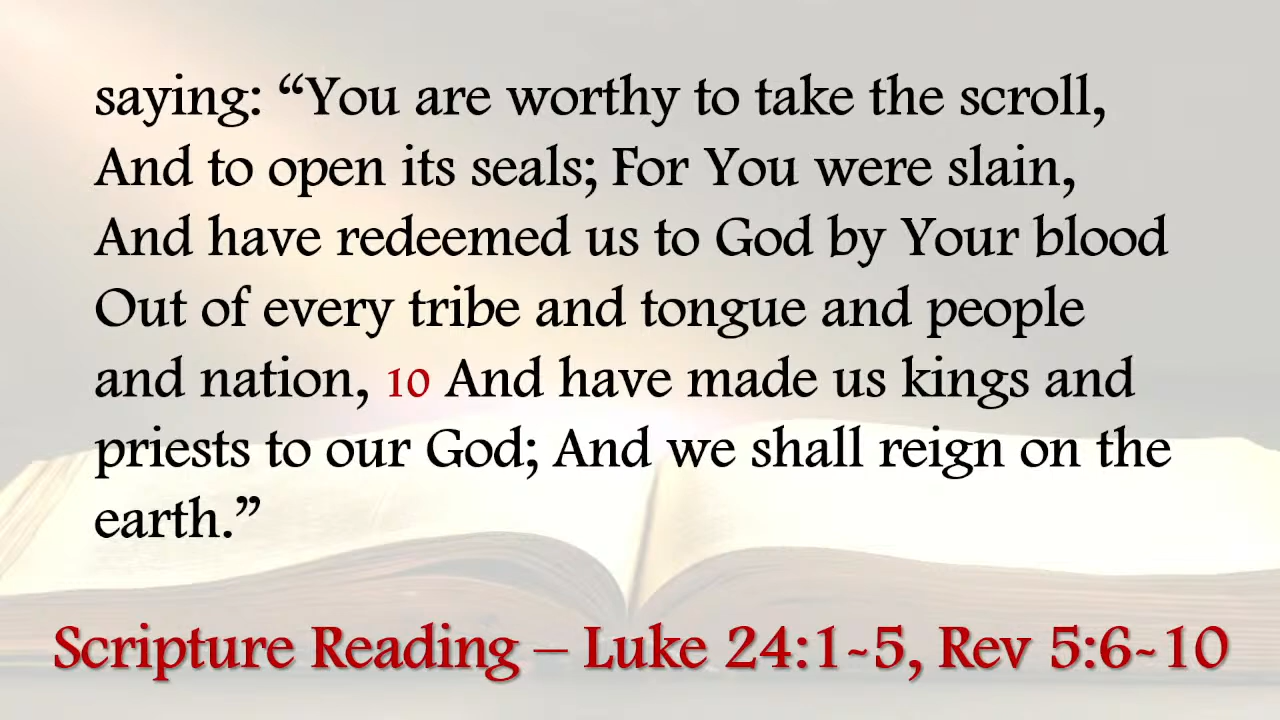 saying: “You are worthy to take the scroll,
And to open its seals; For You were slain,
And have redeemed us to God by Your blood
Out of every tribe and tongue and people
and nation, 10 And have made us kings and
priests to our God; And we shall reign on the
earth.”
Scripture Reading – Luke 24:1-5, Rev 5:6-10